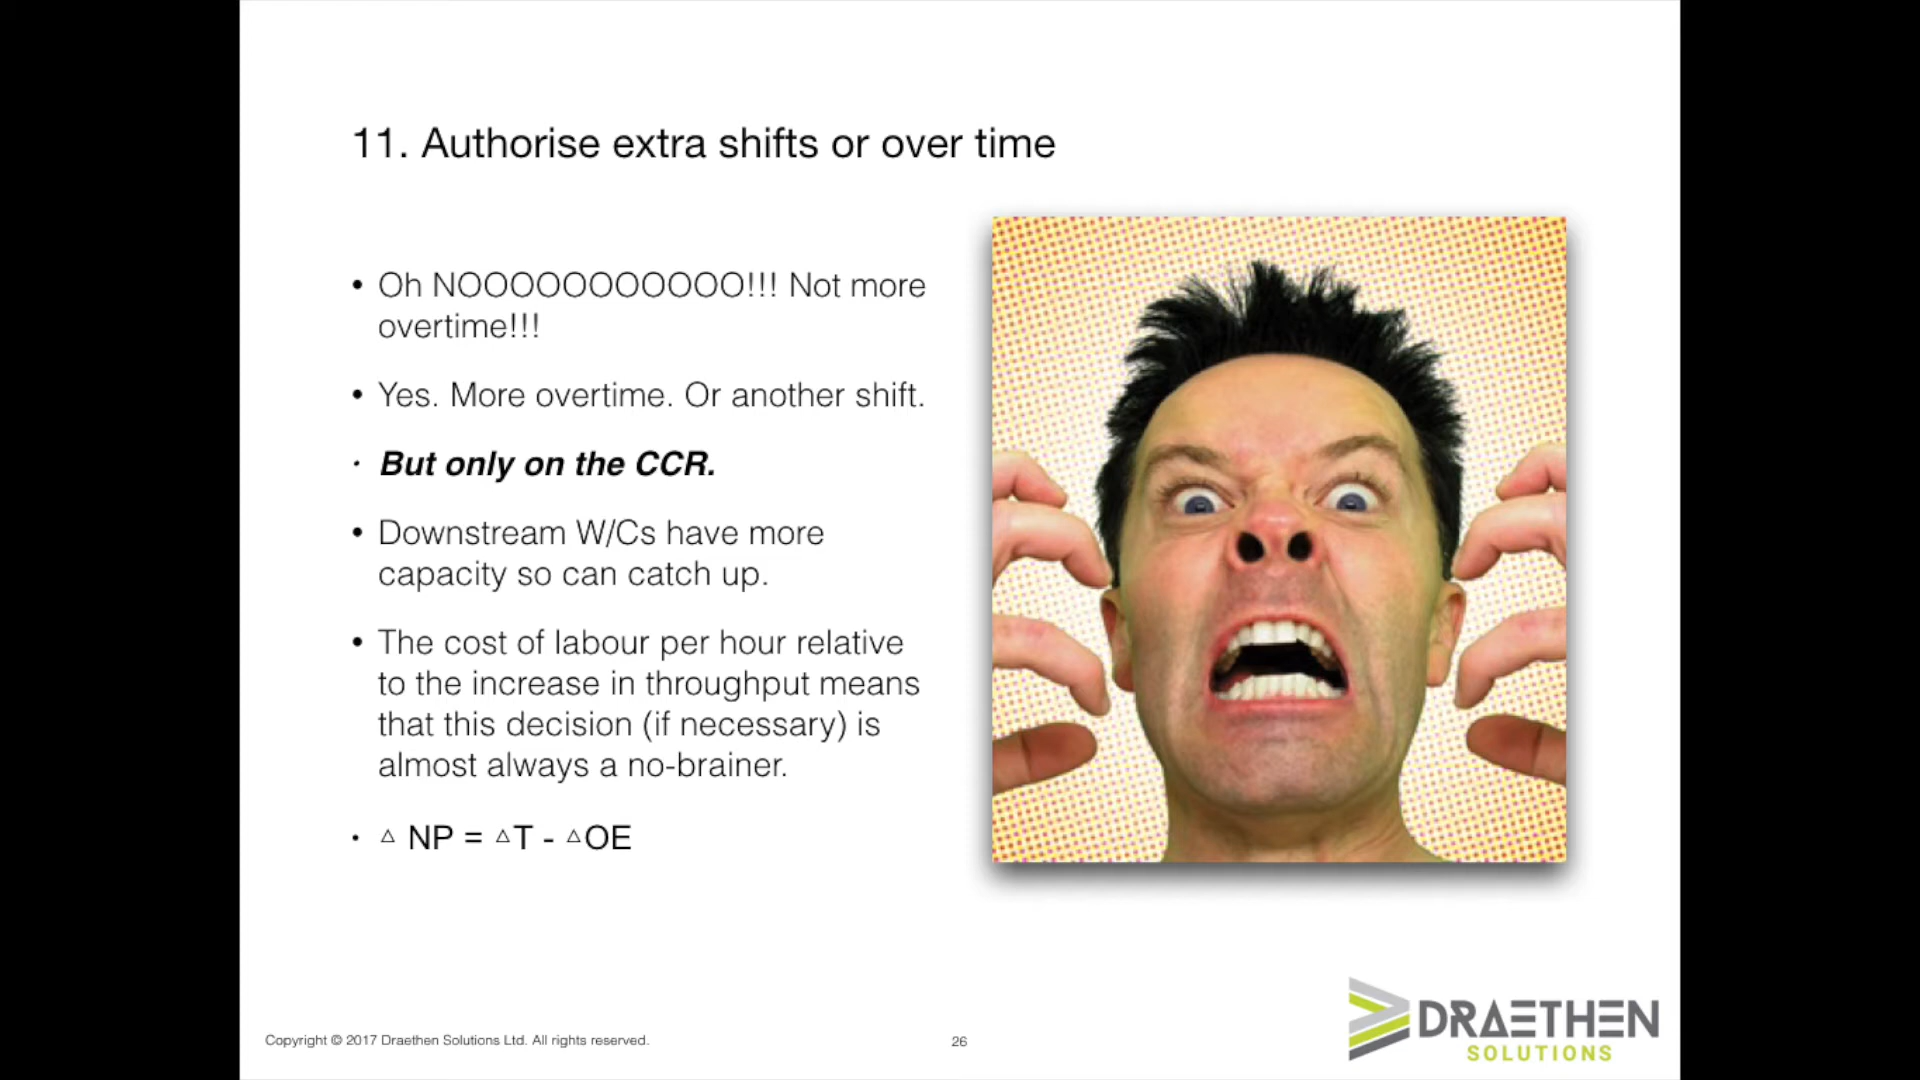 11. Authorise extra shifts or over time
• Oh NOOOOOOOOOOO!!! Not more
overtime!!!
• Yes. More overtime. Or another shift.
• But only on the CCR.
• Downstream W/Cs have more
capacity so can catch up.
• The cost of labour per hour relative
to the increase in throughput means
that this decision (if necessary) is
almost always a no-brainer.
• △ NP = △T - △OE
Copyright © 2017 Draethen Solutions Ltd. All rights reserved.
26
DRAETHEN
SOLUTIONS